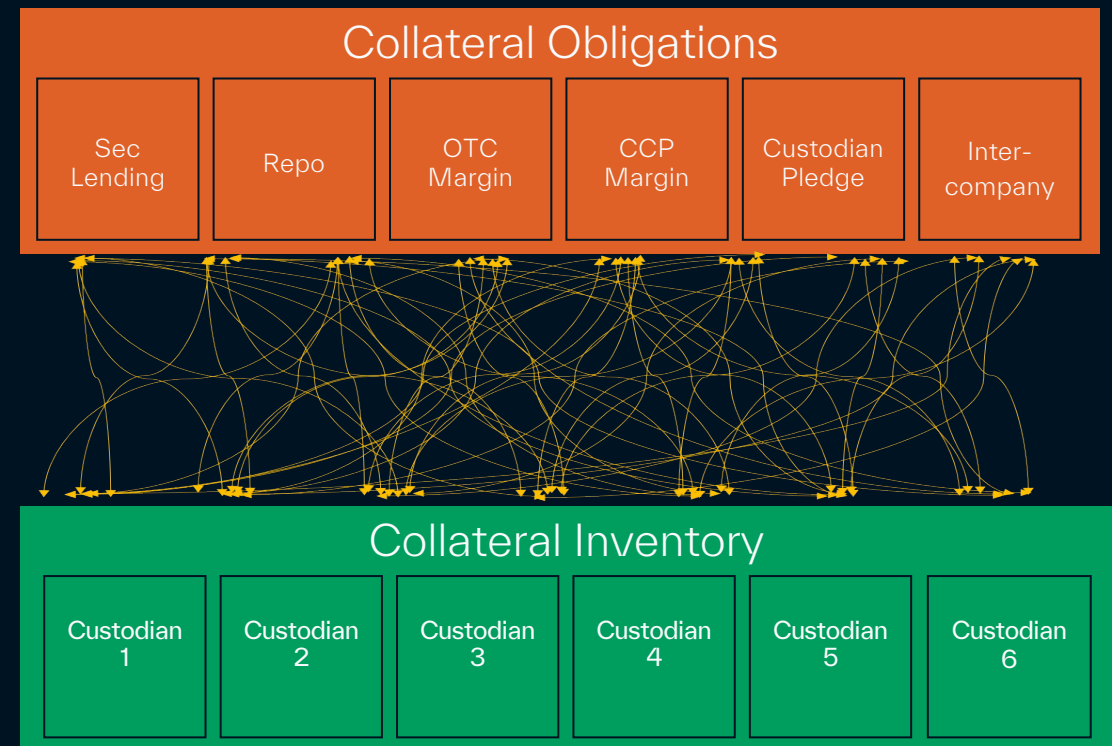 Collateral Obligations
Sec
Lending
Repo
OTC
Margin
CCP
Margin
Custodian
Pledge
Inter-
company
Collateral Inventory
Custodian
1
Custodian
2
Custodian
3
Custodian
4
Custodian
5
Custodian
6